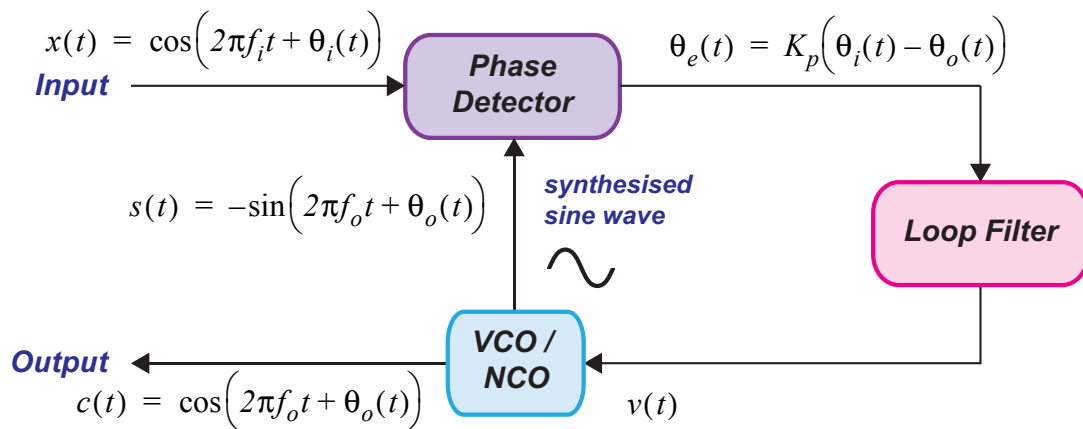 x(t) = cos(2πf_i t + θ_i(t))
Input
Phase
Detector
θ_e(t) = K_p(θ_i(t) – θ_o(t))
s(t) = –sin(2πf_o t + θ_o(t))
synthesised
sine wave
Loop Filter
VCO /
NCO
Output
c(t) = cos(2πf_o t + θ_o(t))
v(t)